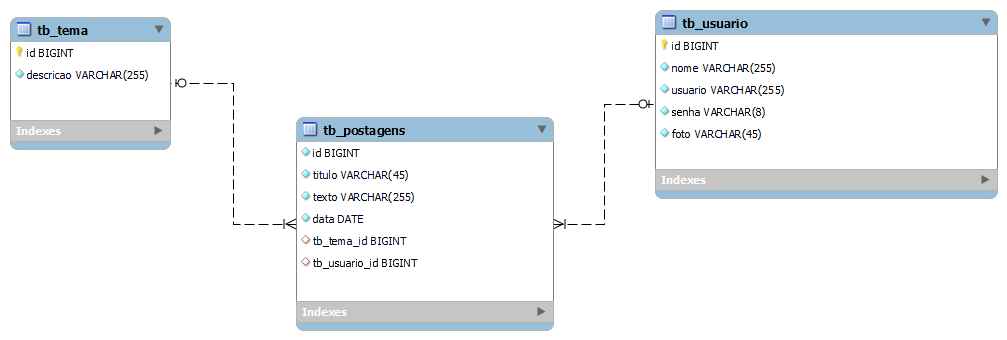 tb_tema
id BIGINT
descricao VARCHAR(255)
Indexes
tb_postagens
id BIGINT
titulo VARCHAR(45)
texto VARCHAR(255)
data DATE
tb_tema_id BIGINT
tb_usuario_id BIGINT
Indexes
tb_usuario
id BIGINT
nome VARCHAR(255)
usuario VARCHAR(255)
senha VARCHAR(8)
foto VARCHAR(45)
Indexes